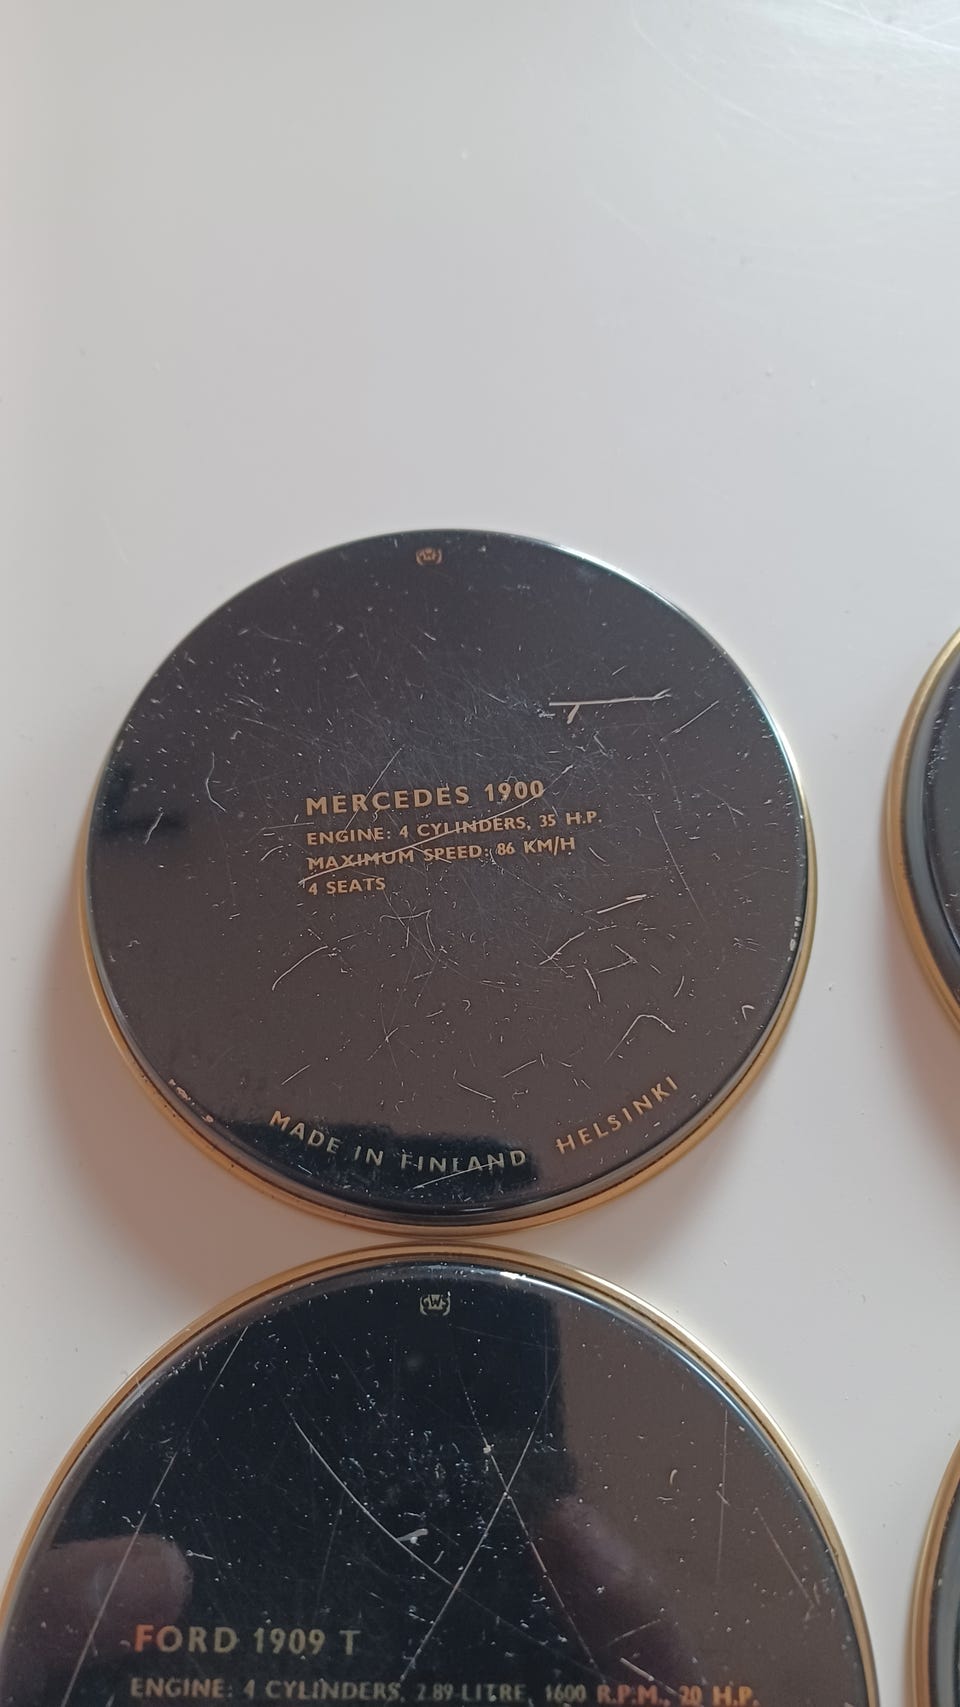 MERCEDES 1900
ENGINE: 4 CYLINDERS, 35 H.P.
MAXIMUM SPEED: 86 KM/H
4 SEATS
MADE IN FINLAND HELSINKI
FORD 1909 T
ENGINE: 4 CYLINDERS, 2.89-LITRE, 1600 R.P.M., 20 H.P.